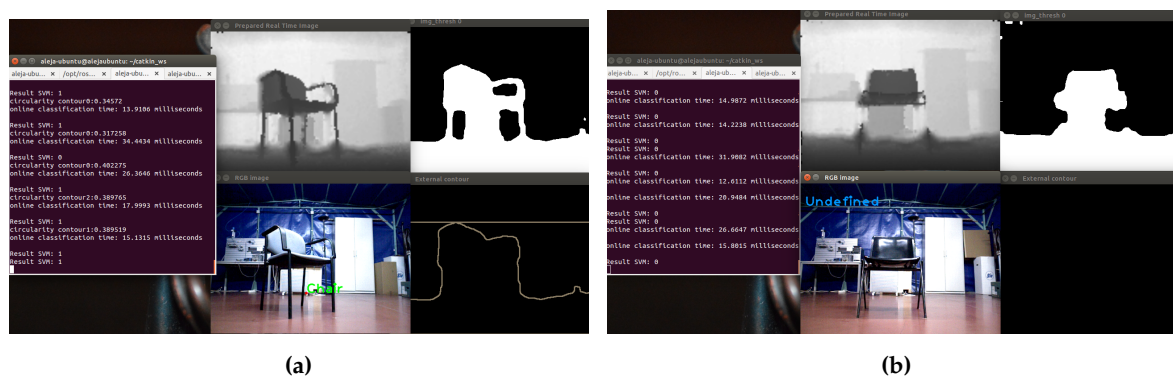 Prepared Real Time Image
img_thresh 0
aleja-ubuntu@alejaubuntu: ~/catkin_ws
aleja-ubu... × /opt/ros... × aleja-ubu... × aleja-ubu... ×
Result SVM: 1
circularity contour0:0.34572
online classification time: 13.9106 milliseconds
Result SVM: 1
circularity contour0:0.317258
online classification time: 34.4434 milliseconds
Result SVM: 0
circularity contour0:0.402275
online classification time: 26.3646 milliseconds
Result SVM: 1
circularity contour2:0.389765
online classification time: 17.9993 milliseconds
Result SVM: 1
circularity contour1:0.389519
online classification time: 15.1315 milliseconds
Result SVM: 1
Result SVM: 1
RGB image
Chair
External contour
(a)
Prepared Real Time Image
img_thresh 0
aleja-ubuntu@alejaubuntu: ~/catkin_ws
aleja-ub... × /opt/ros... × aleja-ub... × aleja-ub... ×
Result SVM: 0
online classification time: 14.9872 milliseconds
Result SVM: 0
online classification time: 14.2238 milliseconds
Result SVM: 0
Result SVM: 0
online classification time: 31.9002 milliseconds
Result SVM: 0
online classification time: 12.6112 milliseconds
Result SVM: 0
online classification time: 20.9484 milliseconds
Result SVM: 0
Result SVM: 0
online classification time: 26.6647 milliseconds
online classification time: 15.8015 milliseconds
Result SVM: 0
RGB image
Undefined
External contour
(b)